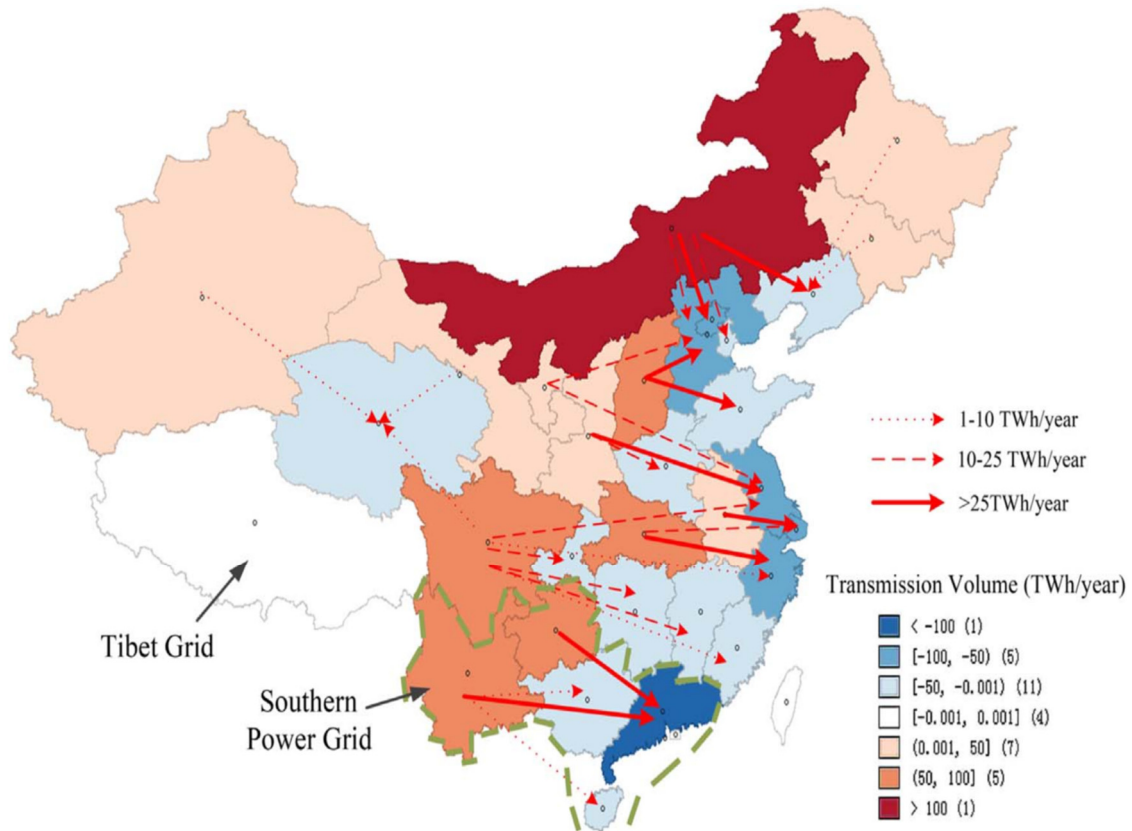 1-10 TWh/year
10-25 TWh/year
>25TWh/year
Tibet Grid
Southern
Power Grid
Transmission Volume (TWh/year)
< -100 (1)
[-100, -50) (5)
[-50, -0.001) (11)
[-0.001, 0.001] (4)
(0.001, 50] (7)
(50, 100] (5)
> 100 (1)